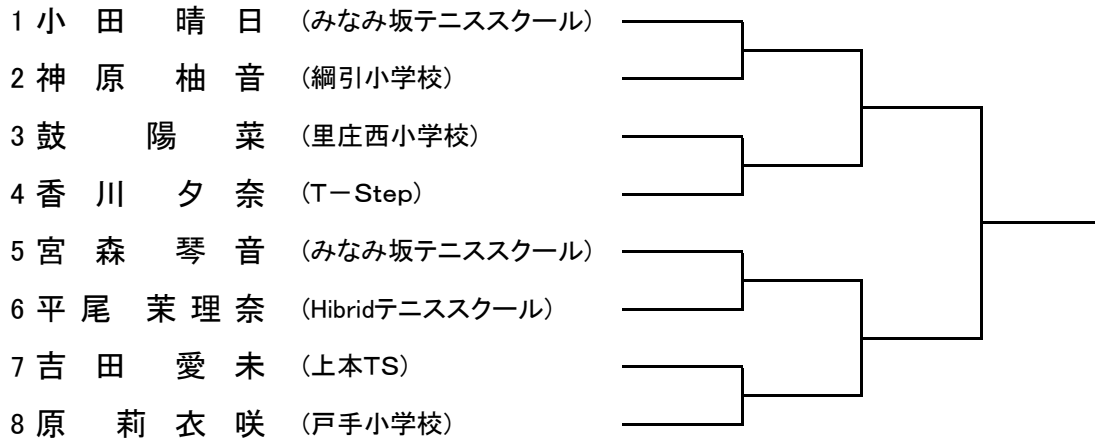 1 小 田 晴 日 (みなみ坂テニススクール)
2 神 原 柚 音 (綱引小学校)
3 鼓 陽 菜 (里庄西小学校)
4 香 川 夕 奈 (T－Step)
5 宮 森 琴 音 (みなみ坂テニススクール)
6 平 尾 茉 理 奈 (Hibridテニススクール)
7 吉 田 愛 未 (上本TS)
8 原 莉 衣 咲 (戸手小学校)